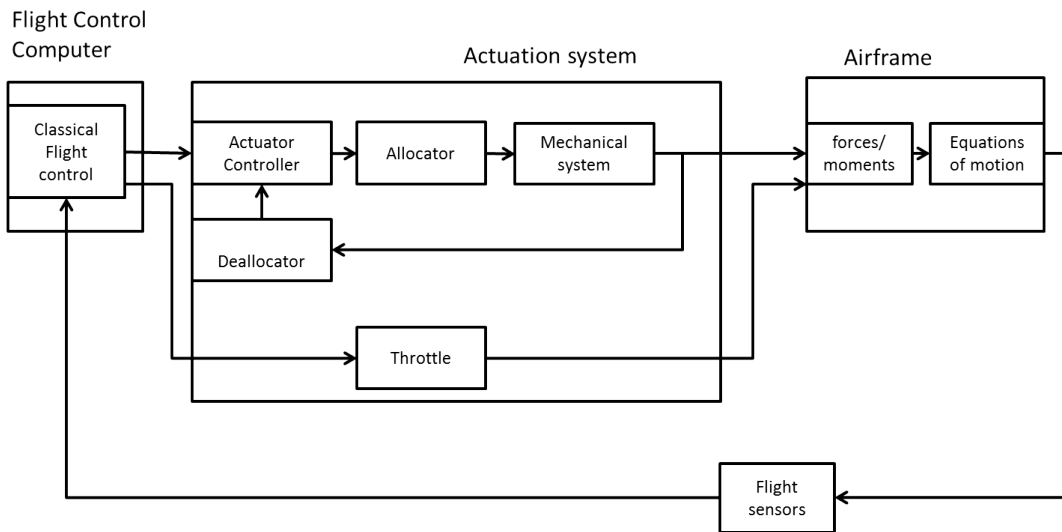 Flight Control
Computer
Actuation system
Airframe
Classical
Flight
control
Actuator
Controller
Allocator
Mechanical
system
forces/
moments
Equations
of motion
Deallocator
Throttle
Flight
sensors